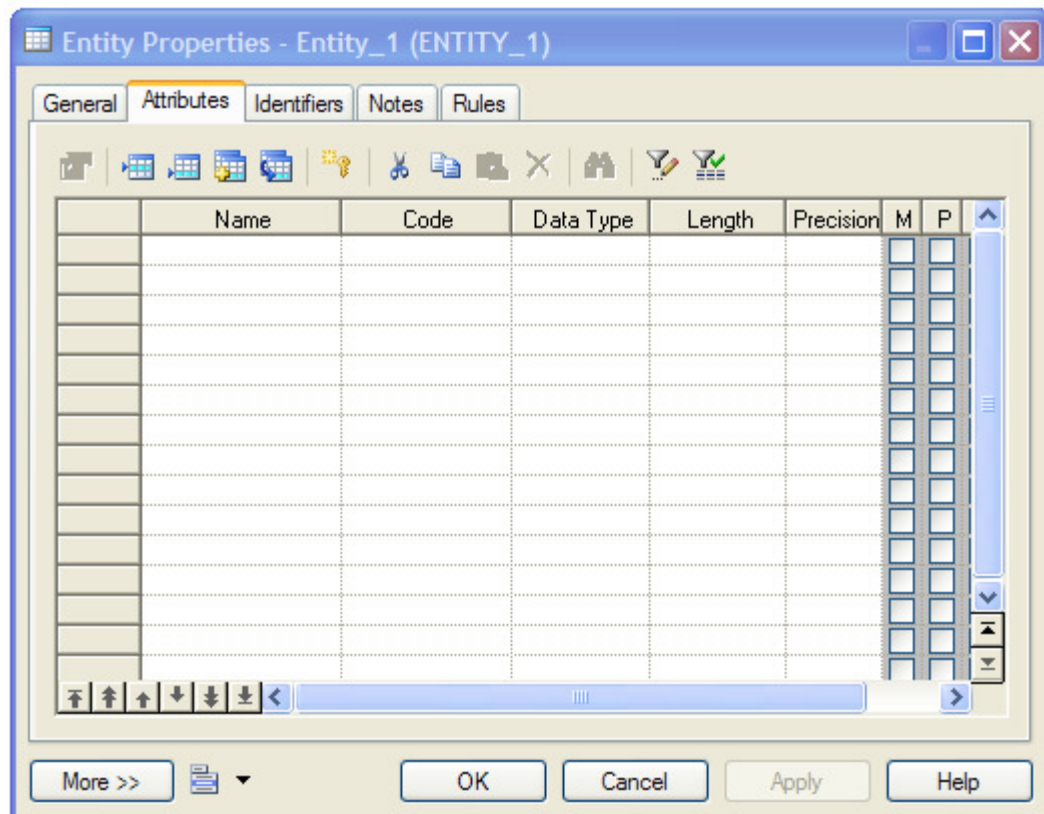 Entity Properties - Entity_1 (ENTITY_1)
General Attributes Identifiers Notes Rules
Name Code Data Type Length Precision M P
More >> OK Cancel Apply Help